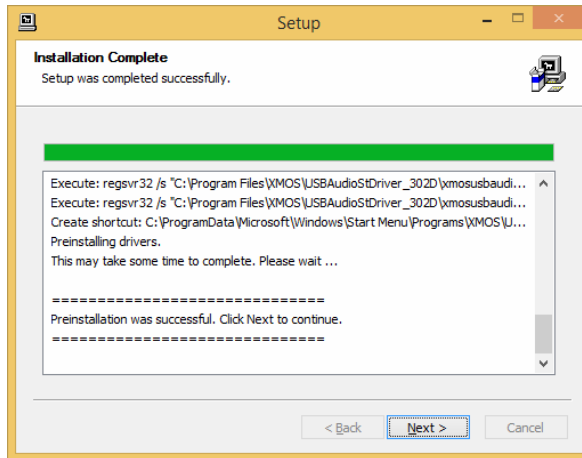 Setup
Installation Complete
Setup was completed successfully.
Execute: regsvr32 /s "C:\Program Files\XMOS\USBAudioStDriver_302D\xmosusbaudi...
Execute: regsvr32 /s "C:\Program Files\XMOS\USBAudioStDriver_302D\xmosusbaudi...
Create shortcut: C:\ProgramData\Microsoft\Windows\Start Menu\Programs\XMOS\U...
Preinstalling drivers.
This may take some time to complete. Please wait ...
==============================
Preinstallation was successful. Click Next to continue.
==============================
< Back Next > Cancel